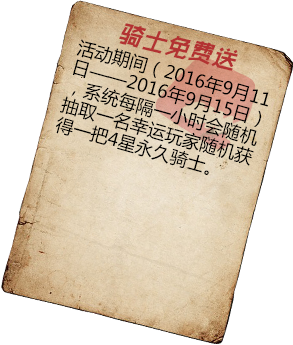 骑士免费送
活动期间（2016年9月11
日——2016年9月15日）
，系统每隔一小时会随机
抽取一名幸运玩家随机获
得一把4星永久骑士。